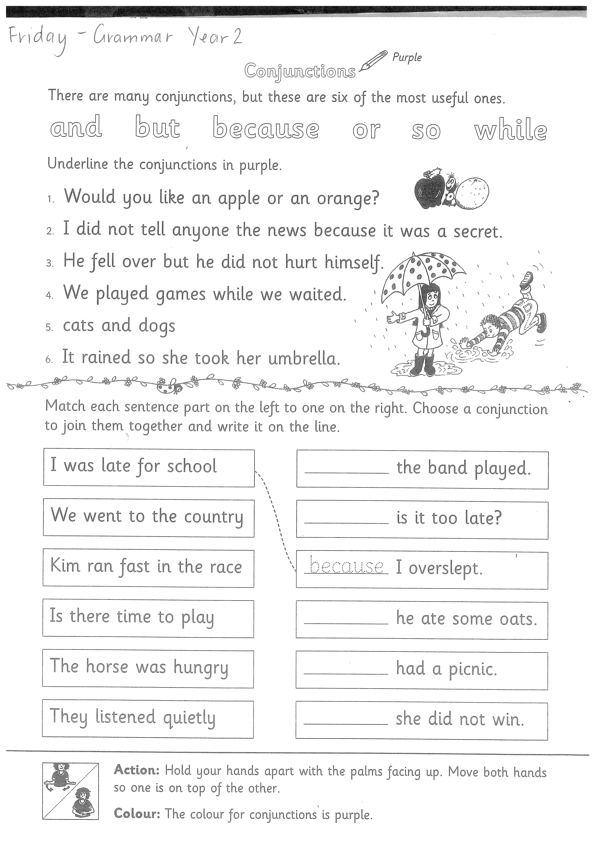 Friday - Grammar Year 2
Conjunctions
Purple
There are many conjunctions, but these are six of the most useful ones.
and but because or so while
Underline the conjunctions in purple.
1. Would you like an apple or an orange?
2. I did not tell anyone the news because it was a secret.
3. He fell over but he did not hurt himself.
4. We played games while we waited.
5. cats and dogs
6. It rained so she took her umbrella.
Match each sentence part on the left to one on the right. Choose a conjunction
to join them together and write it on the line.
I was late for school
__________ the band played.
We went to the country
__________ is it too late?
Kim ran fast in the race
because I overslept.
Is there time to play
__________ he ate some oats.
The horse was hungry
__________ had a picnic.
They listened quietly
__________ she did not win.
Action: Hold your hands apart with the palms facing up. Move both hands
so one is on top of the other.
Colour: The colour for conjunctions is purple.